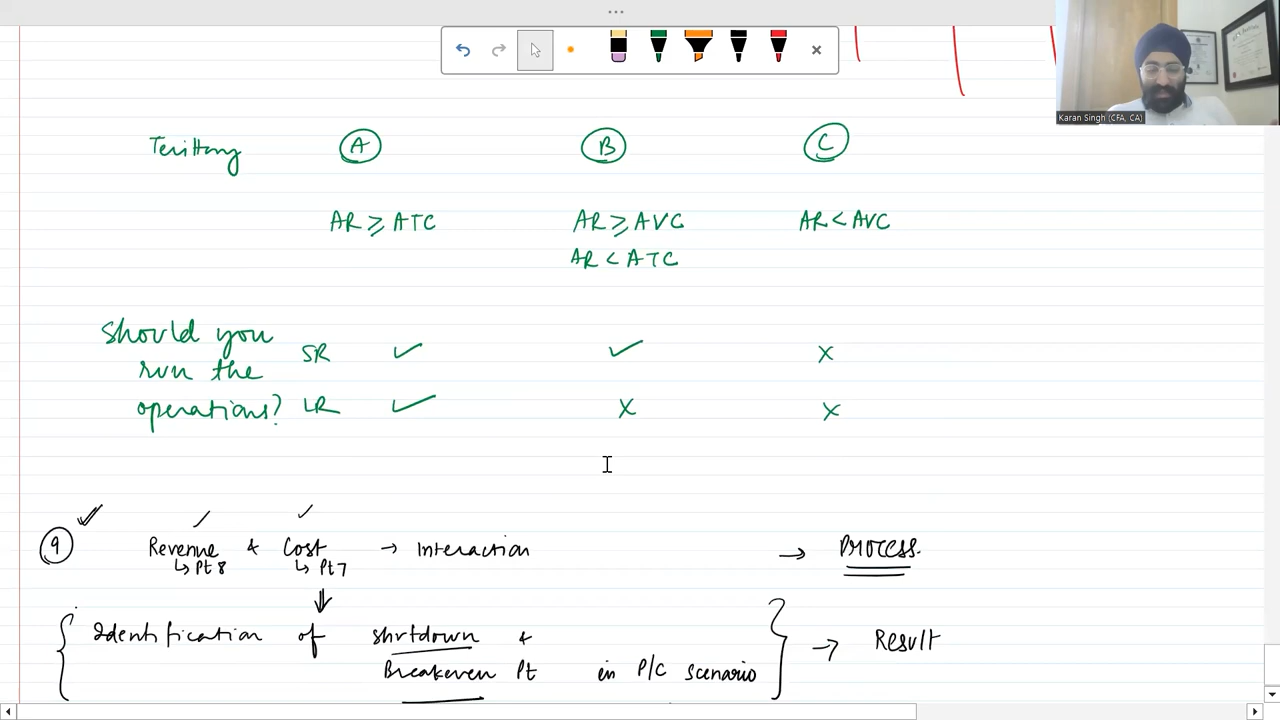 Karan Singh (CFA, CA)
Teritory A B C
AR ≥ ATC AR ≥ AVC AR < AVC
AR < ATC
Should you
run the
operations?
SR ✓ ✓ x
LR ✓ x x
9 Revenue & Cost → Interaction → Process.
↳ Pt 8 ↳ Pt 7
Identification of Shutdown &
Breakeven Pt in P/C scenario → Result